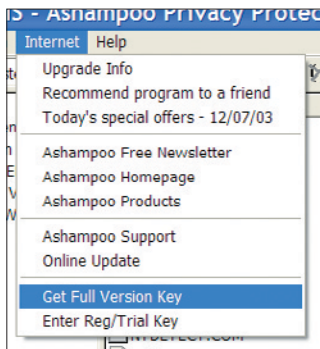 - Ashampoo Privacy Protec
Internet Help
Upgrade Info
Recommend program to a friend
Today's special offers - 12/07/03
Ashampoo Free Newsletter
Ashampoo Homepage
Ashampoo Products
Ashampoo Support
Online Update
Get Full Version Key
Enter Reg/Trial Key
NTDETECT.COM